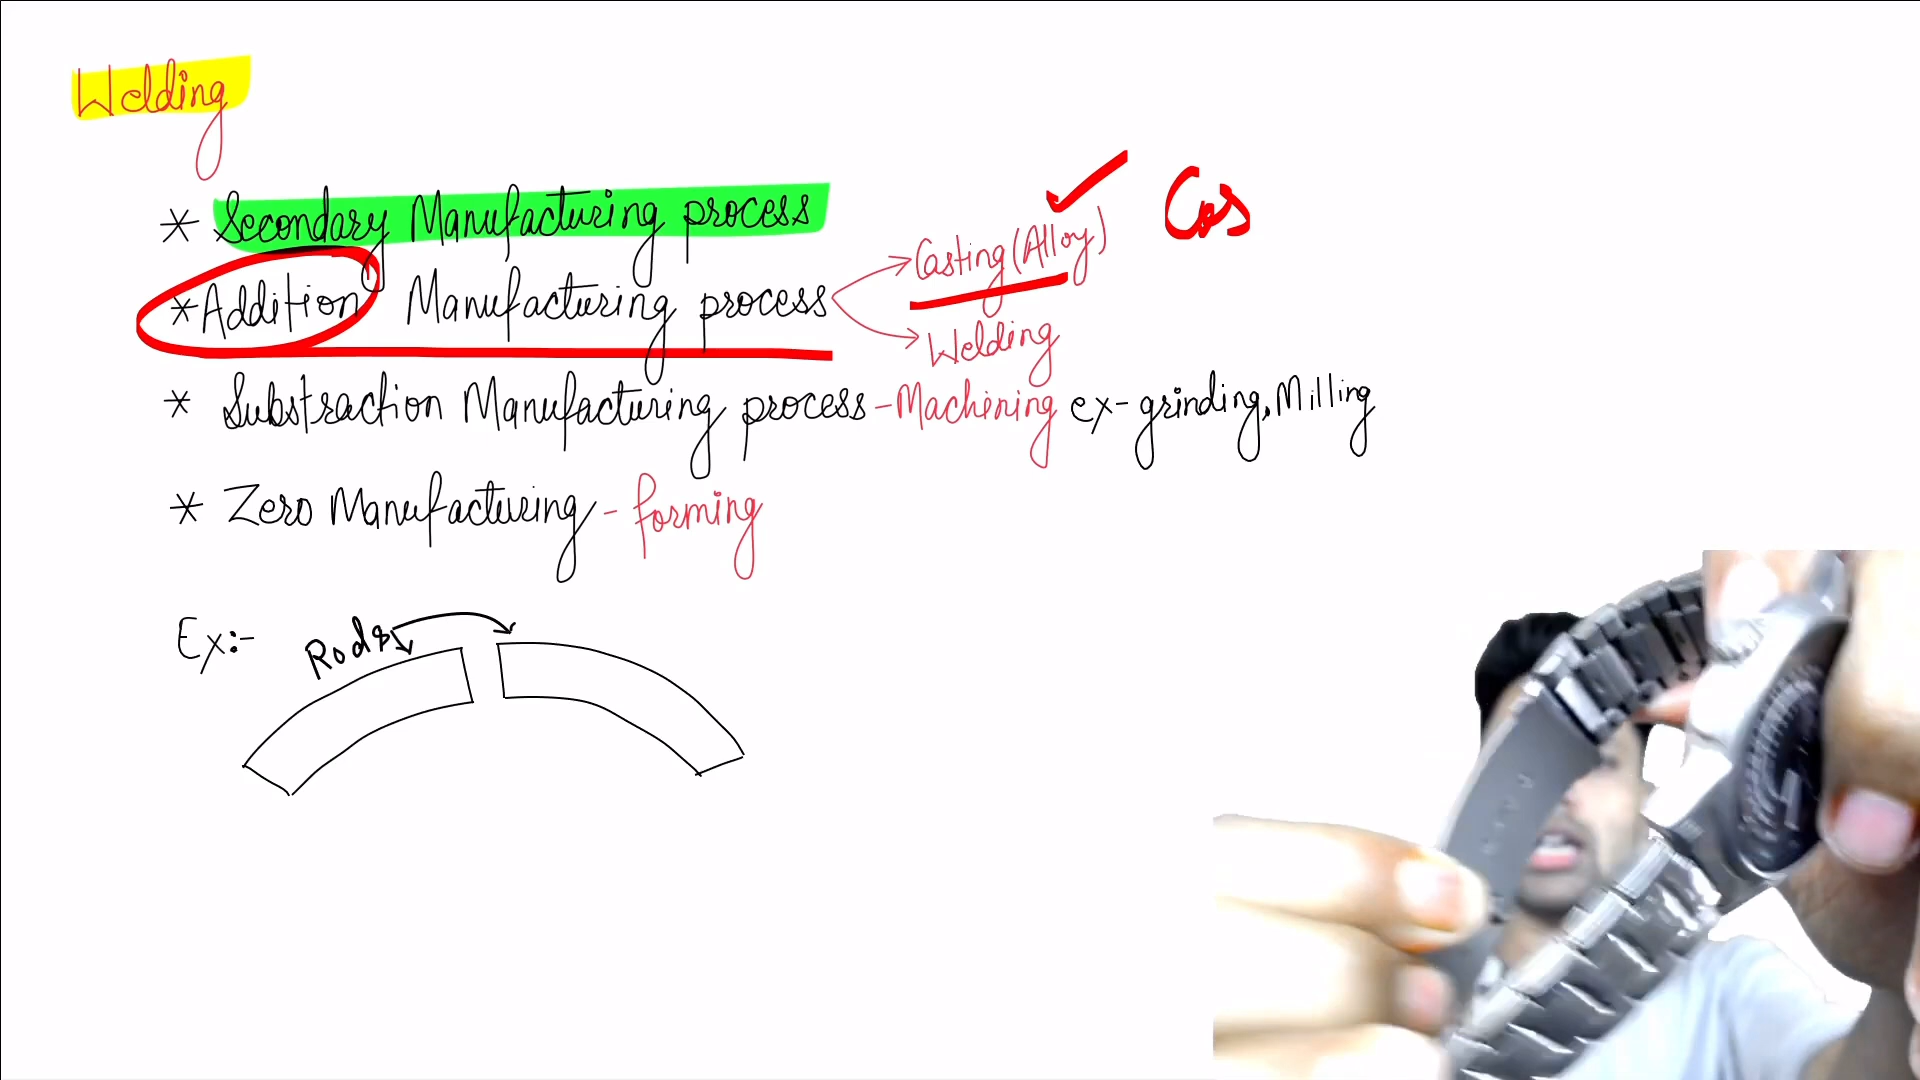 Welding
* Secondary Manufacturing process
Casting (Alloy)
Cas
* Addition Manufacturing process
Welding
* Substraction Manufacturing process - Machining ex- grinding, Milling
* Zero Manufacturing - forming
Ex:- Rods